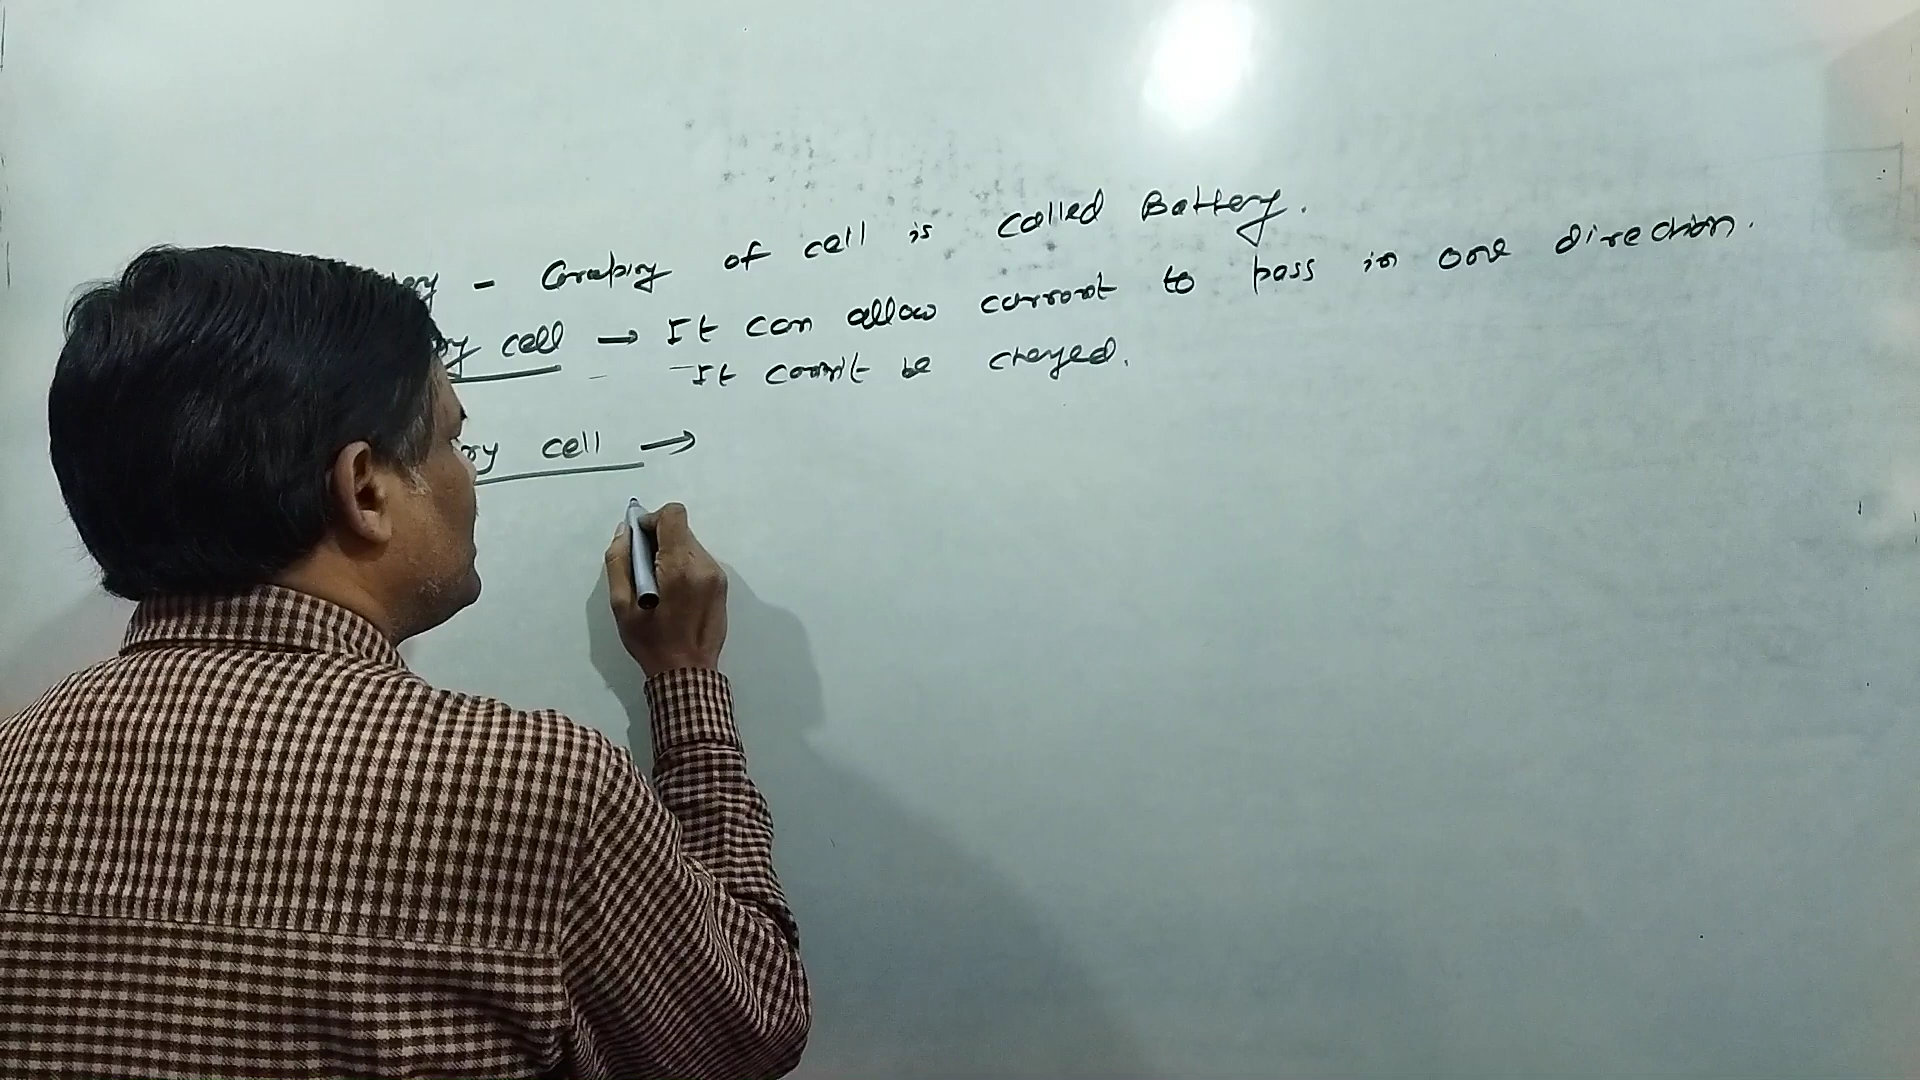 - Grouping of cell is called Battery.
cell → It can allow current to pass in one direction.
- It can't be charged.
cell →